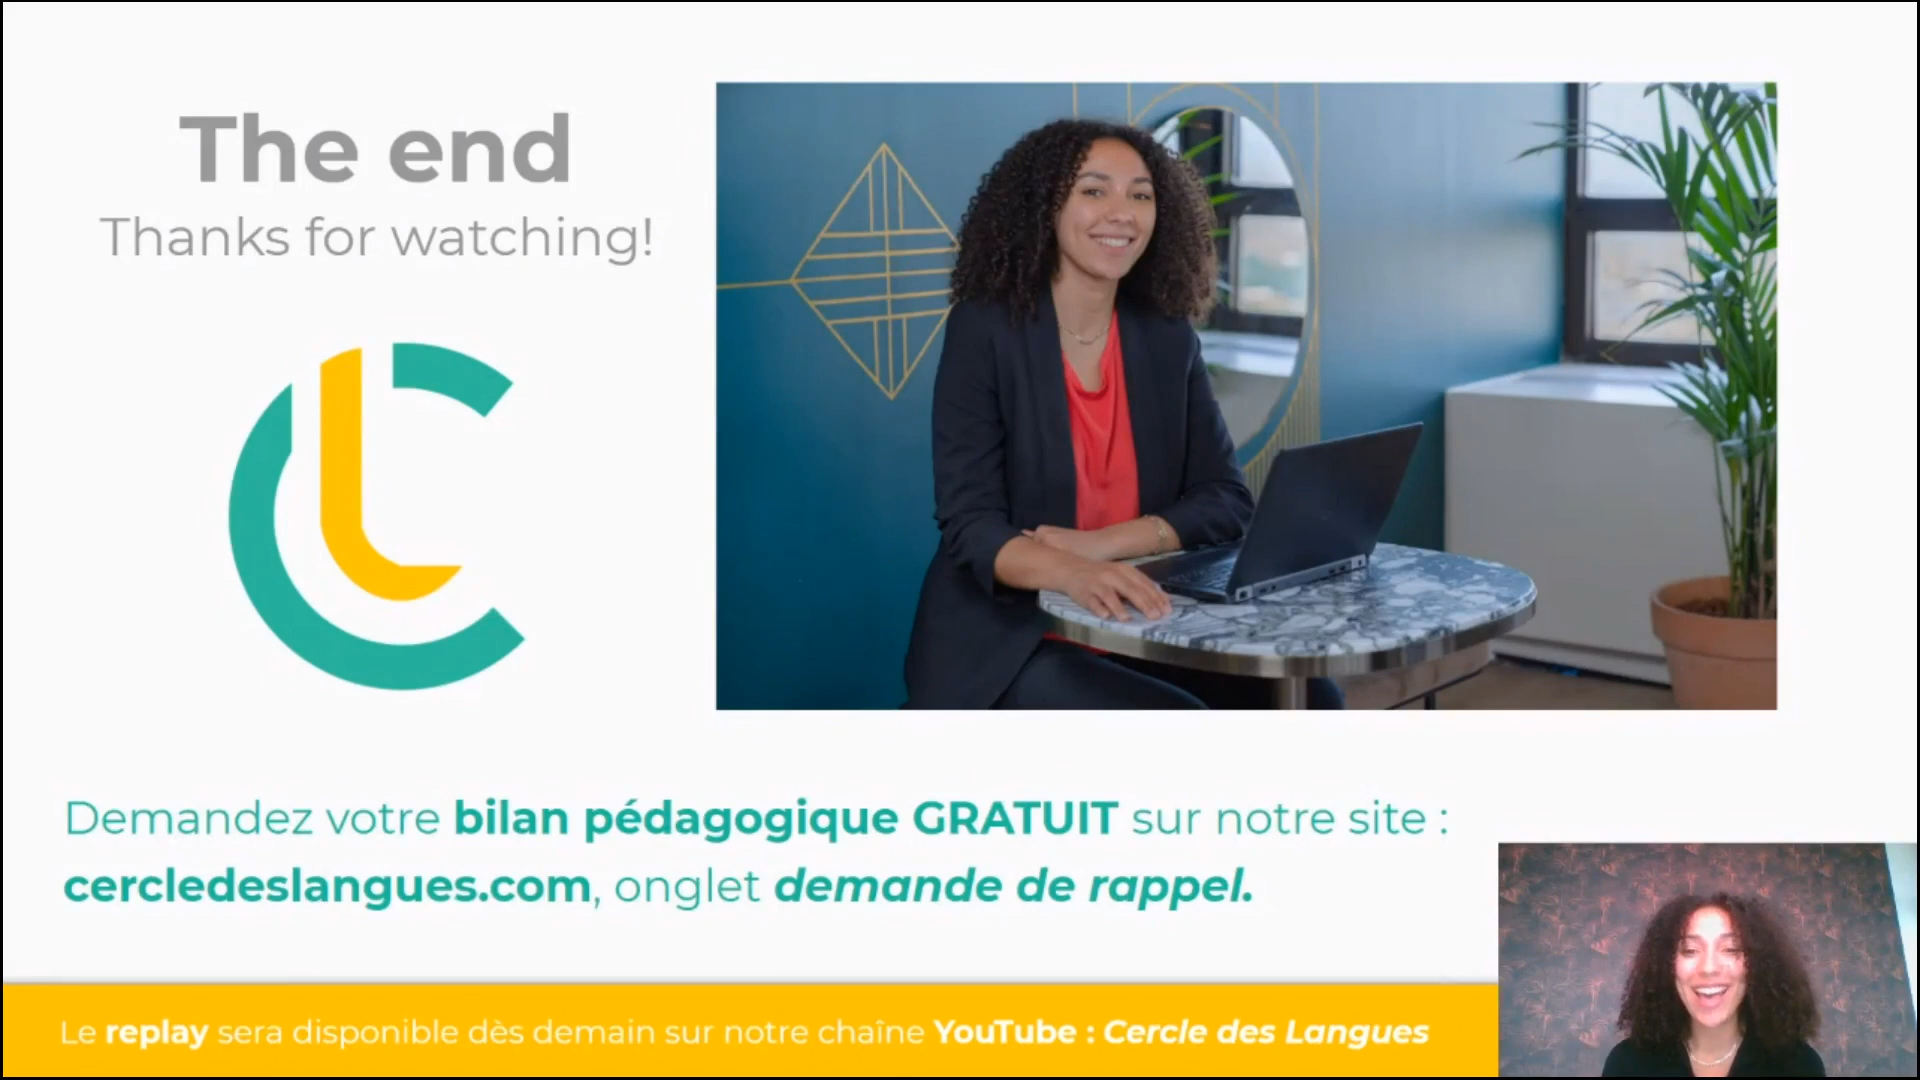 The end
Thanks for watching!
Demandez votre bilan pédagogique GRATUIT sur notre site :
cercledeslangues.com, onglet demande de rappel.
Le replay sera disponible dès demain sur notre chaîne YouTube : Cercle des Langues